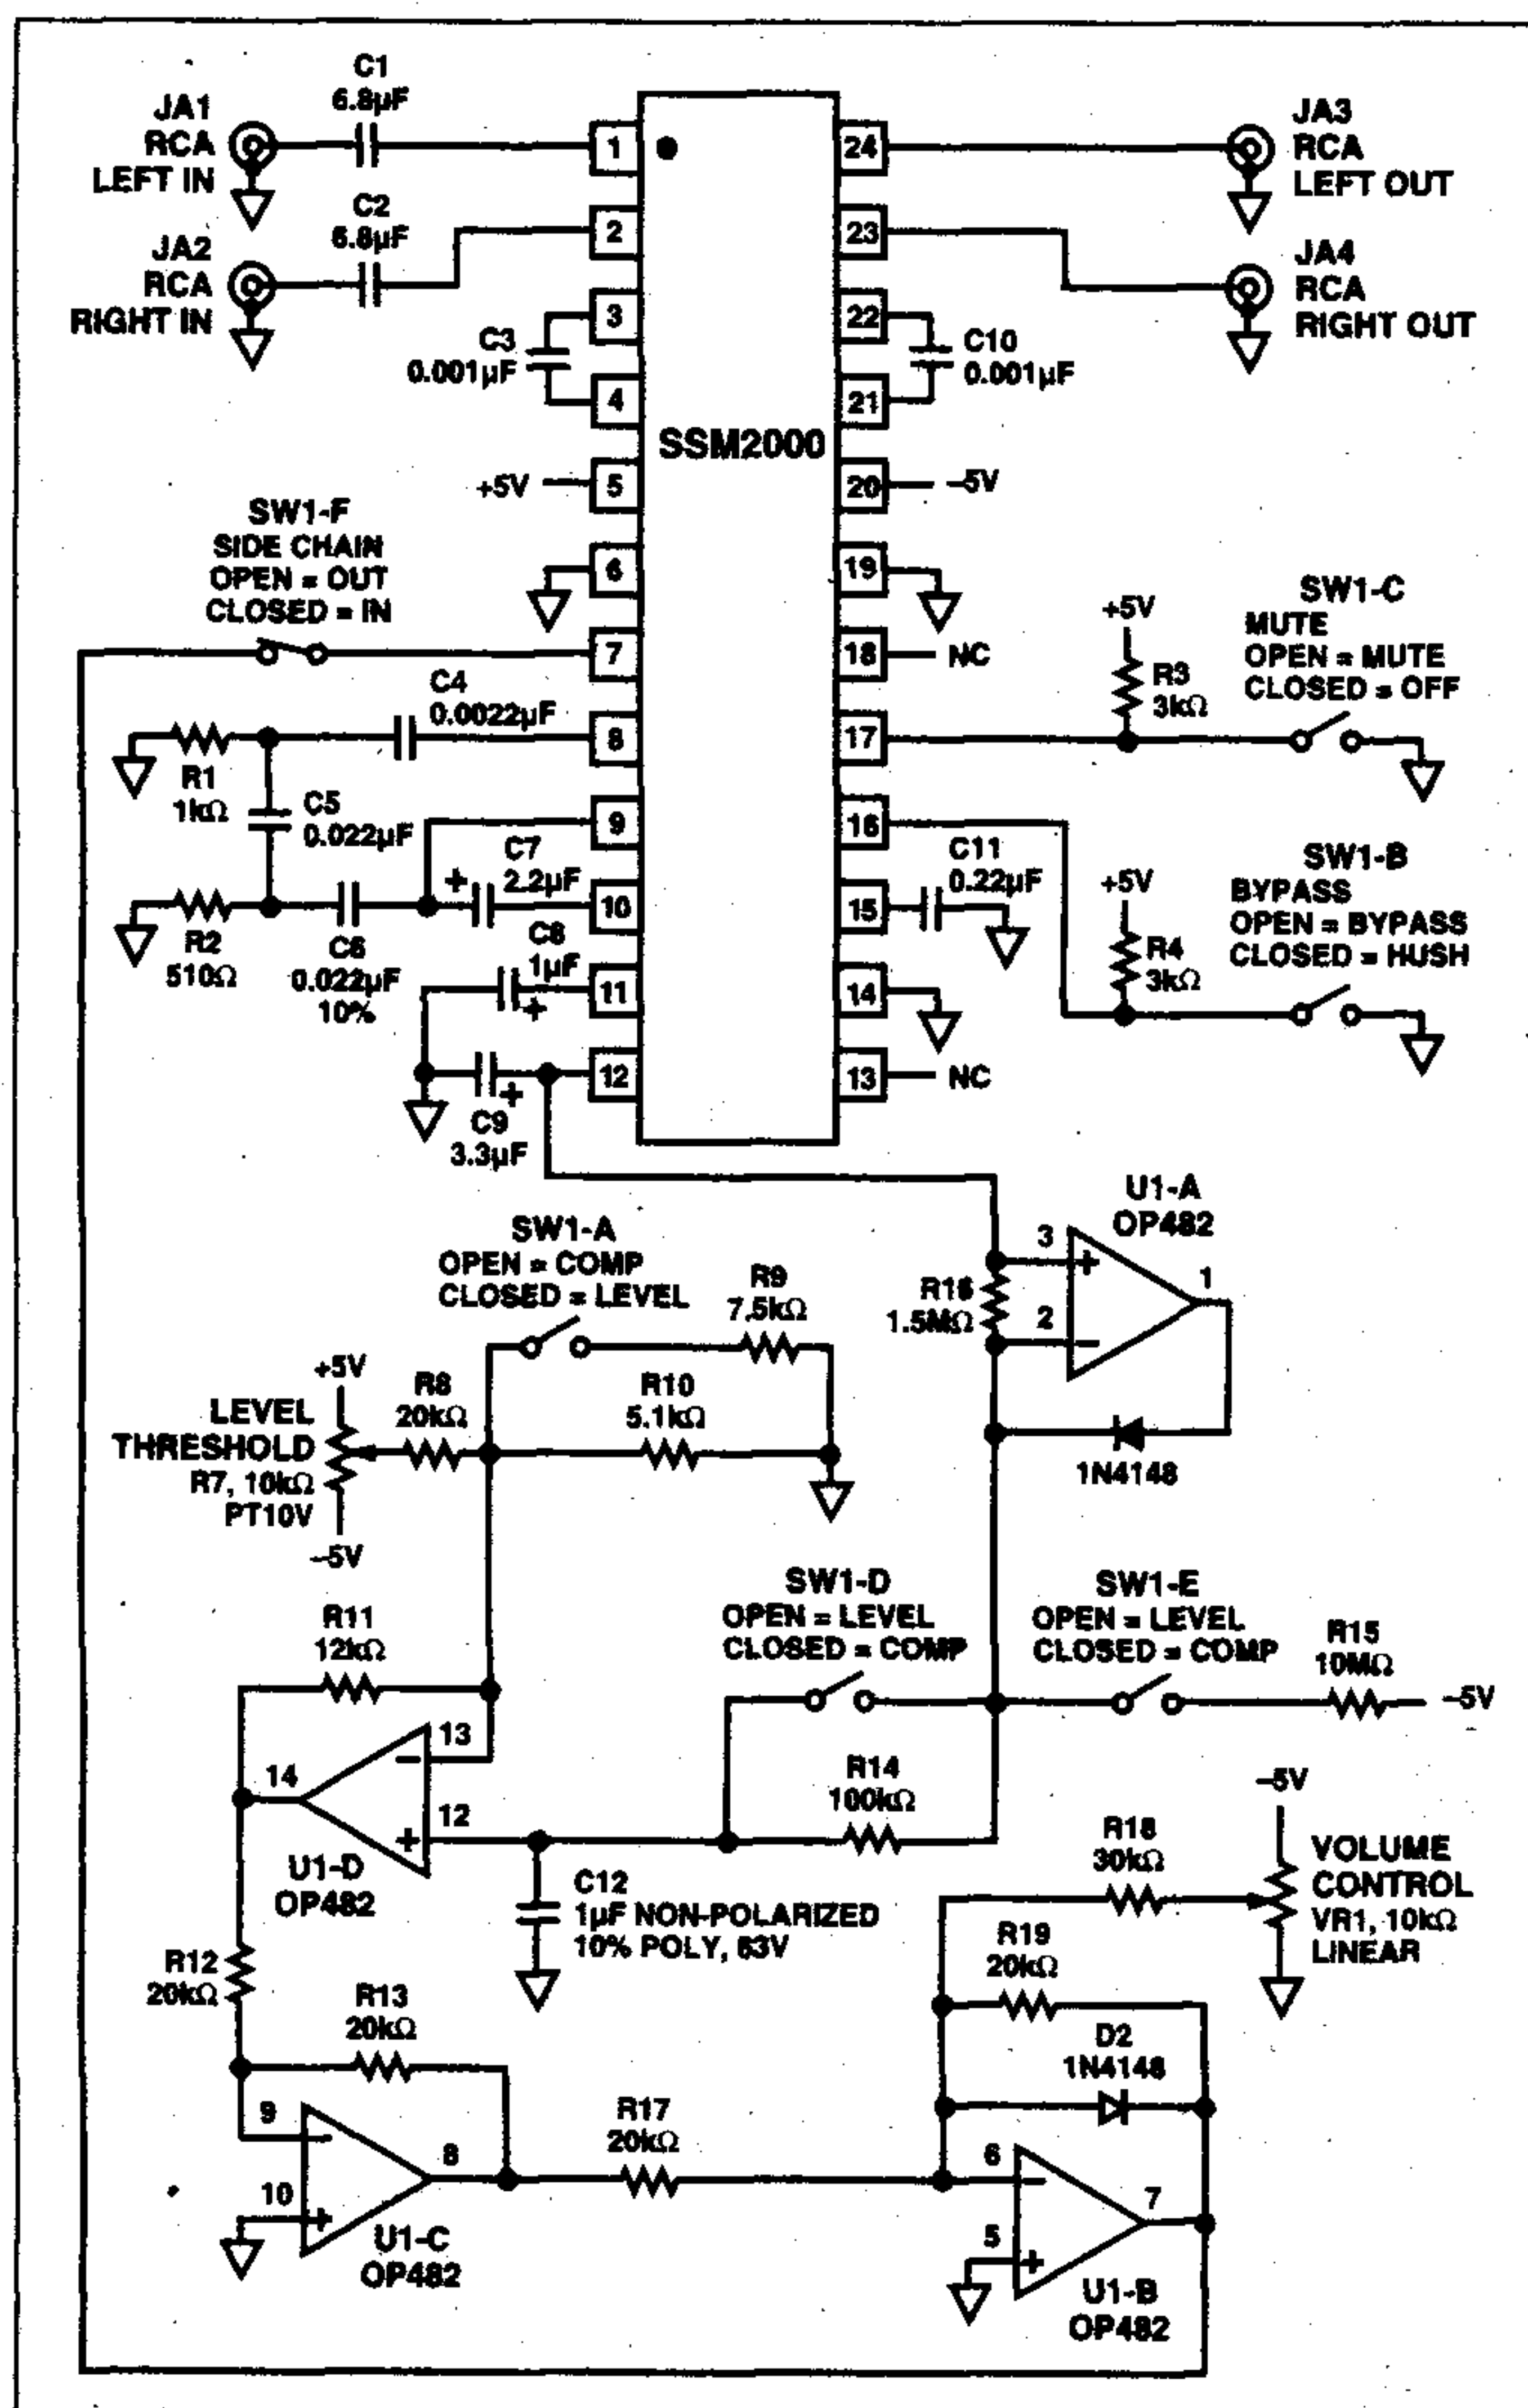 C1
6.8µF
JA1
RCA
LEFT IN
C2
6.8µF
JA2
RCA
RIGHT IN
C3
0.001µF
+5V
SW1-F
SIDE CHAIN
OPEN = OUT
CLOSED = IN
C4
0.0022µF
R1
1kΩ
C5
0.022µF
R2
510Ω
C6
0.022µF
10%
C7
2.2µF
+
C8
1µF
+
C9
3.3µF
+
1
2
3
4
5
6
7
8
9
10
11
12
SSM2000
24
23
22
21
20
19
18
17
16
15
14
13
JA3
RCA
LEFT OUT
JA4
RCA
RIGHT OUT
C10
0.001µF
–5V
NC
+5V
R3
3kΩ
SW1-C
MUTE
OPEN = MUTE
CLOSED = OFF
C11
0.22µF
+5V
R4
3kΩ
SW1-B
BYPASS
OPEN = BYPASS
CLOSED = HUSH
NC
U1-A
OP482
3
+
2
–
1
R16
1.5MΩ
1N4148
SW1-A
OPEN = COMP
CLOSED = LEVEL
R9
7.5kΩ
+5V
LEVEL
THRESHOLD
R7, 10kΩ
PT10V
–5V
R8
20kΩ
R10
5.1kΩ
R11
12kΩ
SW1-D
OPEN = LEVEL
CLOSED = COMP
SW1-E
OPEN = LEVEL
CLOSED = COMP
R15
10MΩ
–5V
13
–
14
12
+
U1-D
OP482
R14
100kΩ
C12
1µF NON-POLARIZED
10% POLY, 63V
–5V
R18
30kΩ
VOLUME
CONTROL
VR1, 10kΩ
LINEAR
R19
20kΩ
D2
1N4148
R12
20kΩ
R13
20kΩ
9
–
8
10
+
U1-C
OP482
R17
20kΩ
6
–
7
5
+
U1-B
OP482